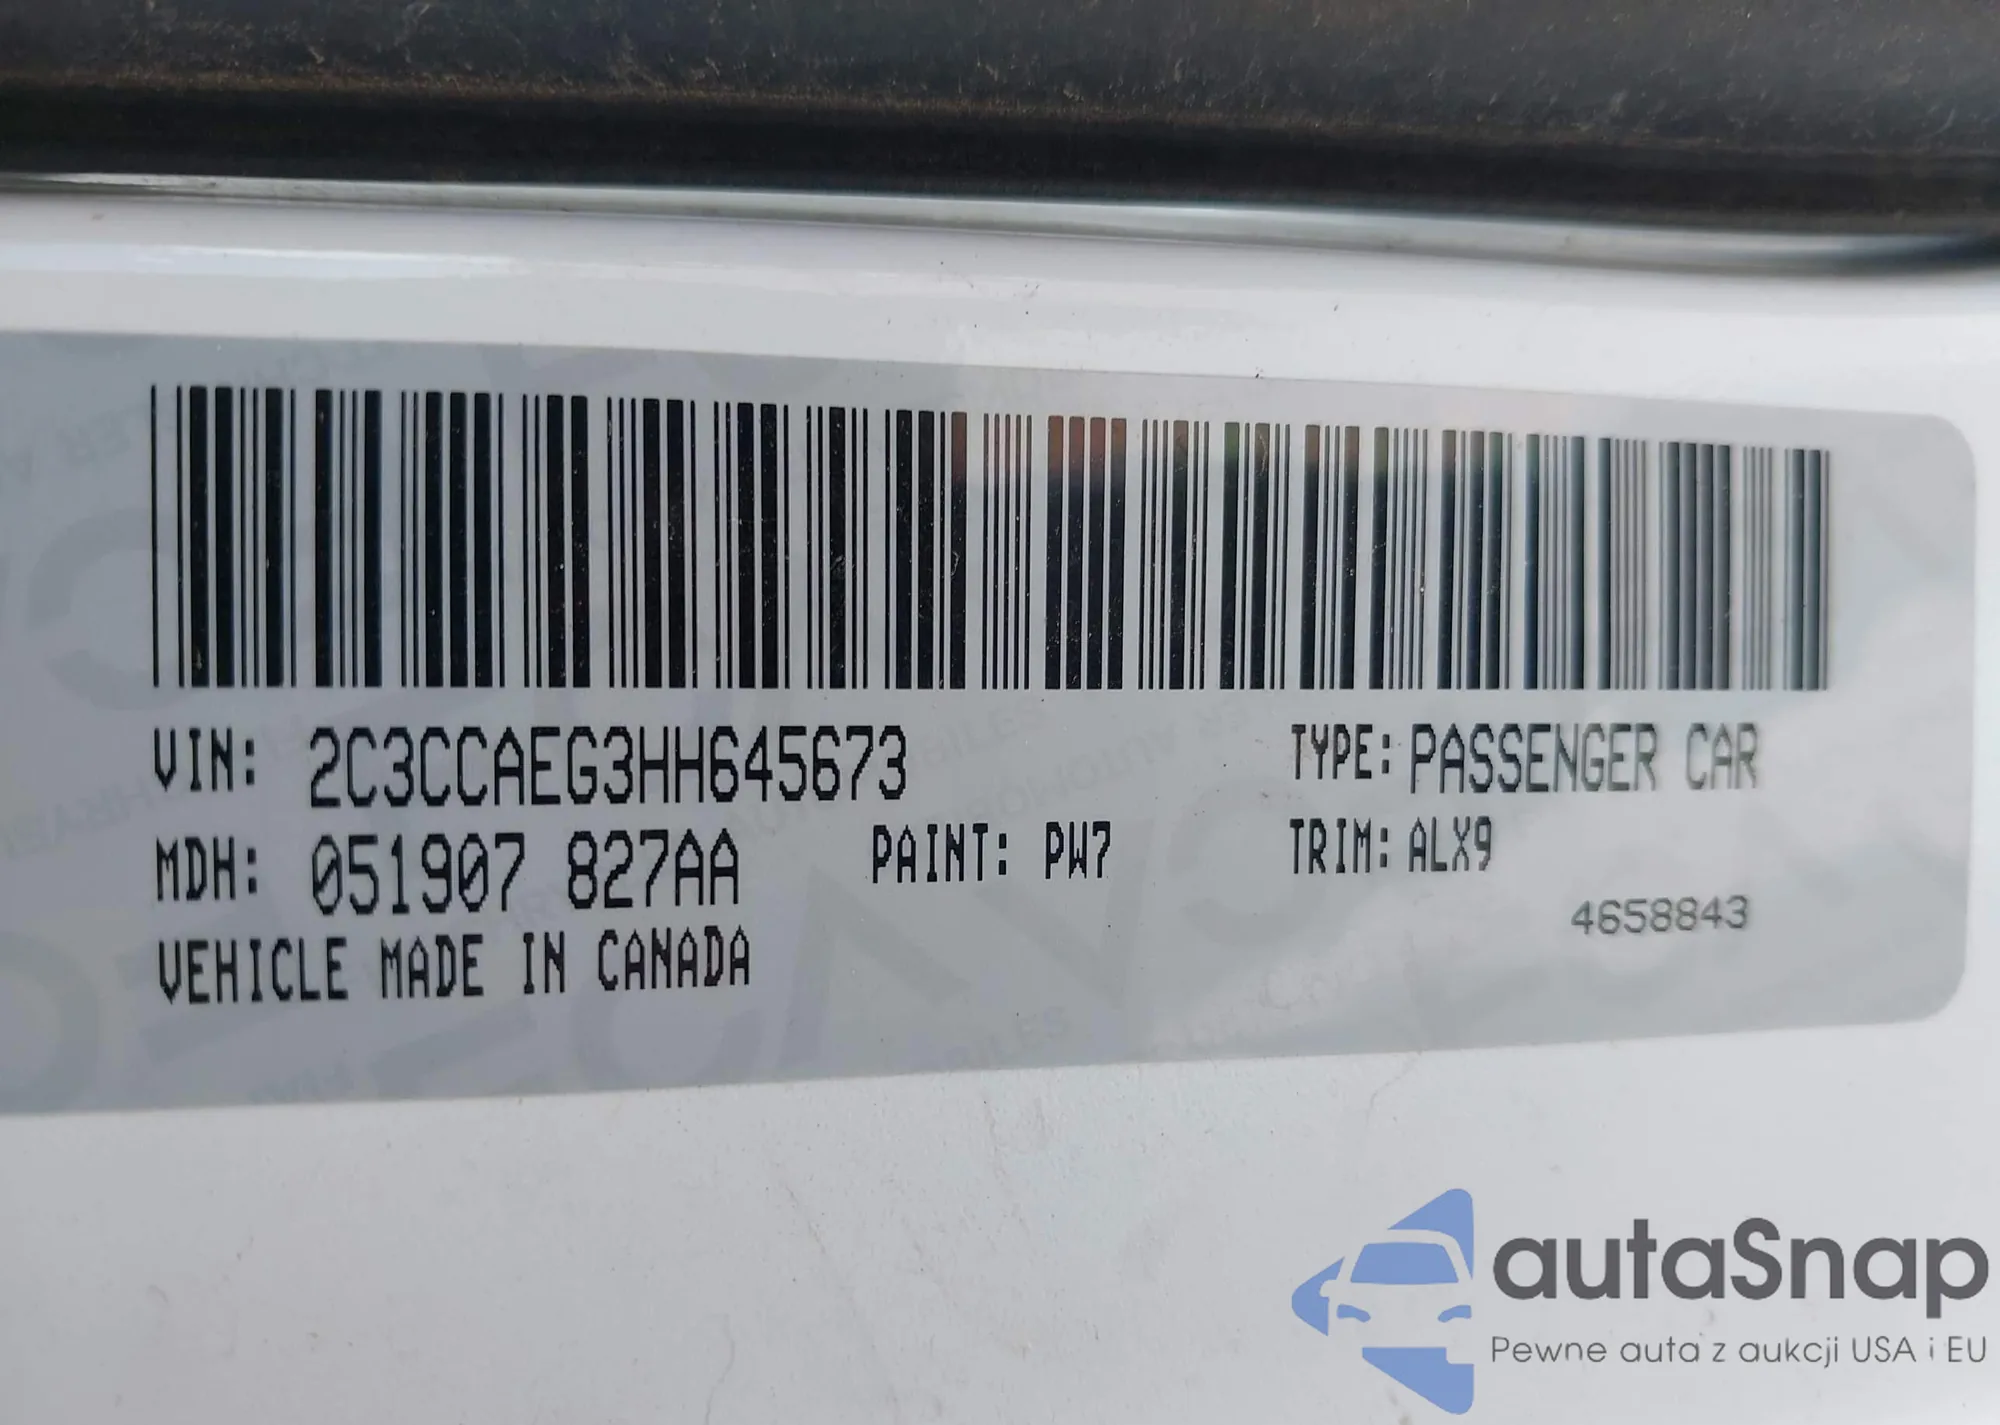 VIN: 2C3CCAEG3HH645673 TYPE: PASSENGER CAR
MDH: 051907 827AA PAINT: PW7 TRIM: ALX9
4658843
VEHICLE MADE IN CANADA
autaSnap
Pewne auta z aukcji USA i EU